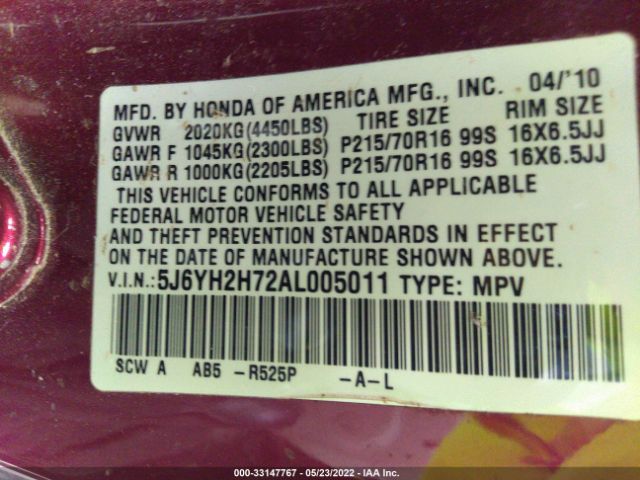 MFD. BY HONDA OF AMERICA MFG., INC. 04/'10
GVWR 2020KG(4450LBS) TIRE SIZE RIM SIZE
GAWR F 1045KG(2300LBS) P215/70R16 99S 16X6.5JJ
GAWR R 1000KG(2205LBS) P215/70R16 99S 16X6.5JJ
THIS VEHICLE CONFORMS TO ALL APPLICABLE
FEDERAL MOTOR VEHICLE SAFETY
AND THEFT PREVENTION STANDARDS IN EFFECT
ON THE DATE OF MANUFACTURE SHOWN ABOVE.
V.I.N.:5J6YH2H72AL005011 TYPE: MPV
SCW A AB5 -R525P -A-L
000-33147767 - 05/23/2022 - IAA Inc.